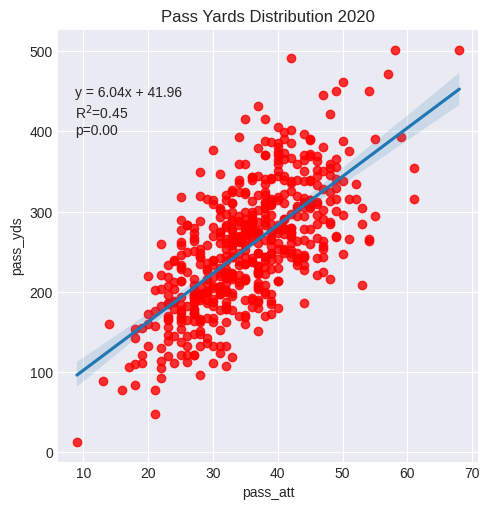 Pass Yards Distribution 2020
500
y = 6.04x + 41.96
R²=0.45
p=0.00
400
300
pass_yds
200
100
0
10 20 30 40 50 60 70
pass_att